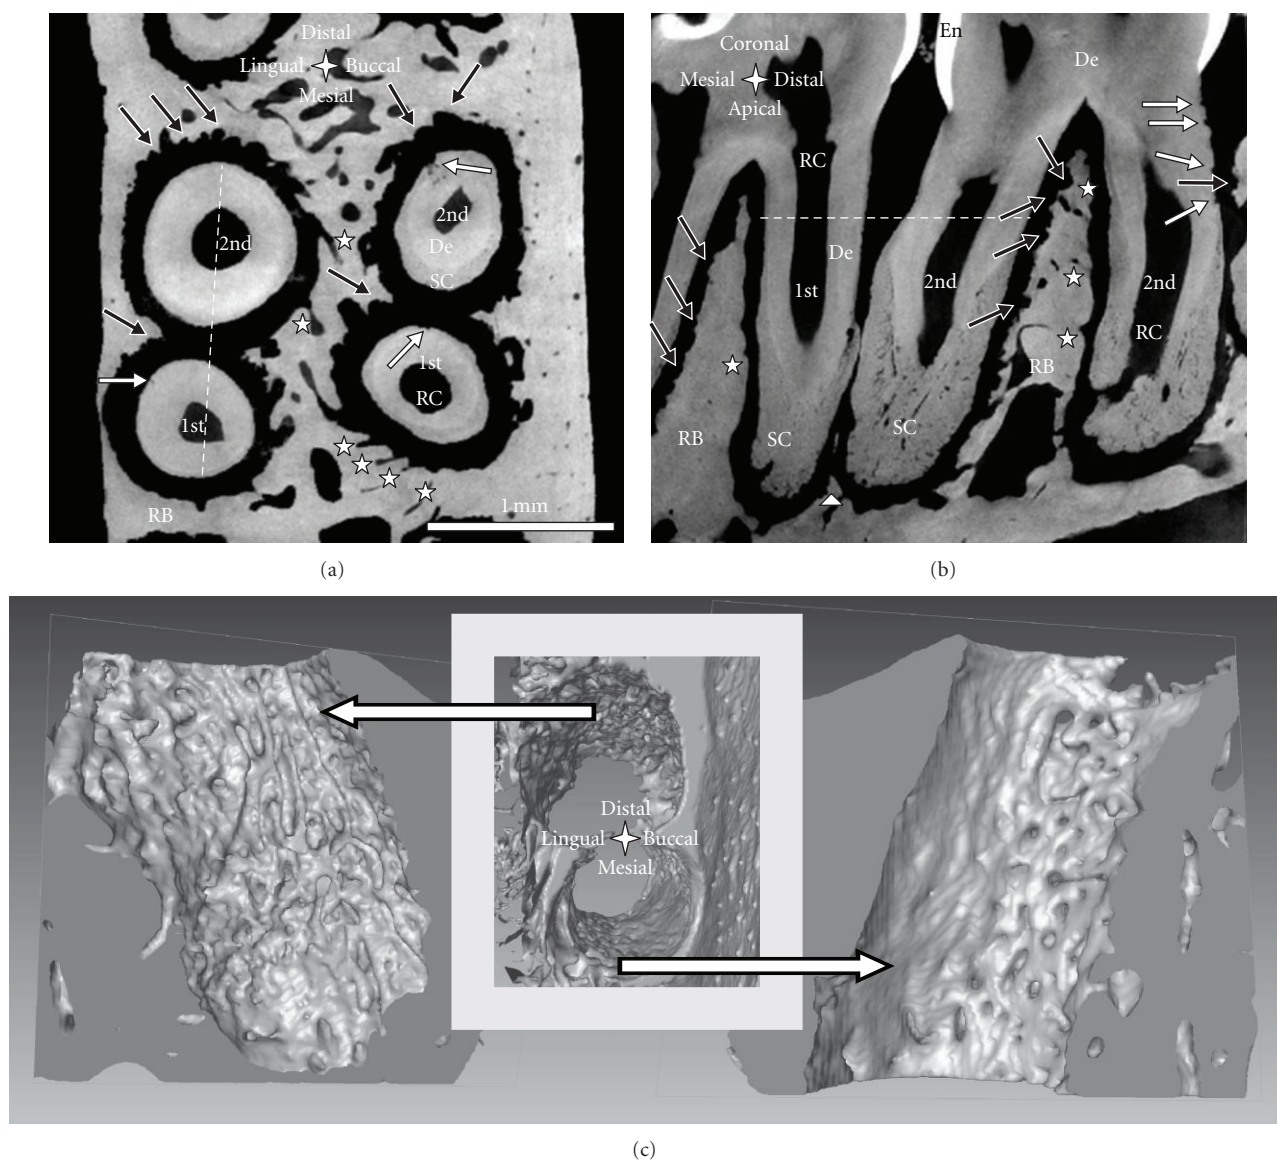 Distal
Lingual Buccal
Mesial
2nd
2nd
De
SC
1st
RC
1st
RB
1 mm
(a)
En
Coronal
De
Mesial Distal
Apical
RC
De
1st
2nd
2nd
RC
RB
RB
SC
SC
(b)
Distal
Lingual Buccal
Mesial
(c)